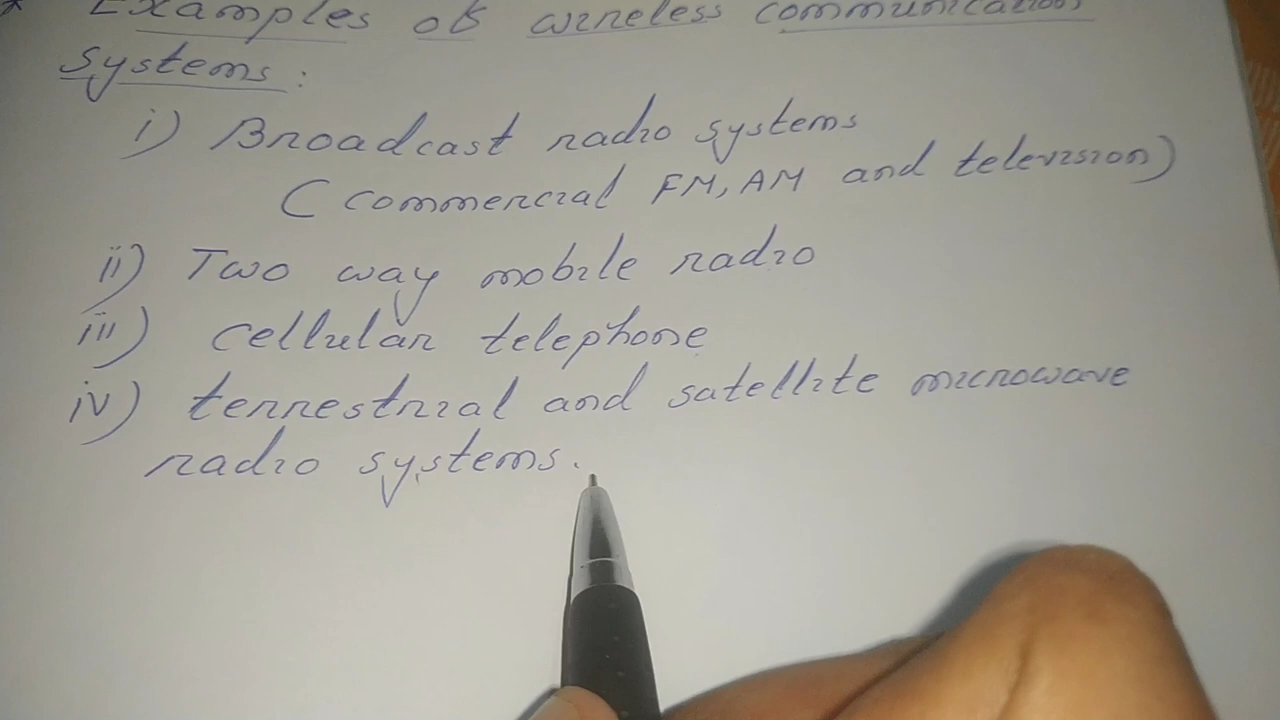 * Examples of wireless communication
systems:
i) Broadcast radio systems
(commercial FM, AM and television)
ii) Two way mobile radio
iii) cellular telephone
iv) terrestrial and satellite microwave
radio systems.